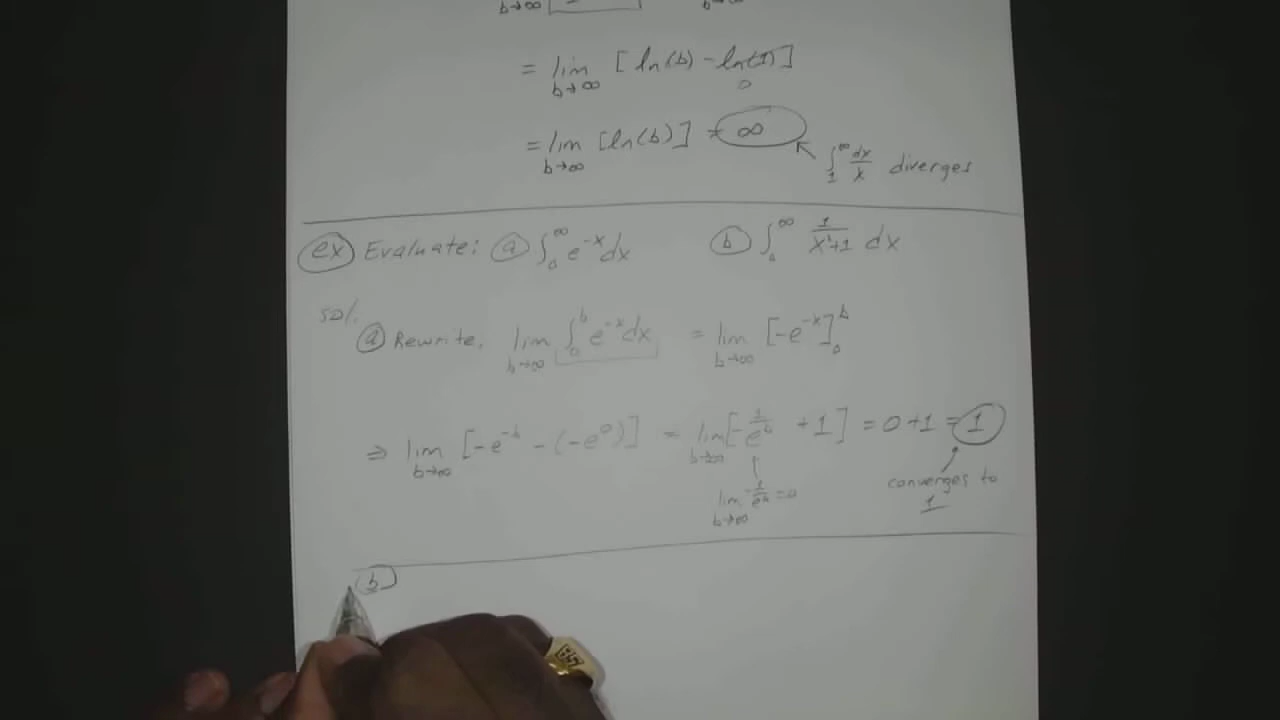 b→∞ b→∞
= lim [ln(b) - ln(1)]
b→∞ 0
= lim [ln(b)] = ∞
b→∞
∫₁^∞ dx/x diverges
ex Evaluate: a ∫₀^∞ e^-x dx b ∫₀^∞ 1/(x²+1) dx
Sol.
a Rewrite. lim ∫₀^b e^-x dx = lim [-e^-x]₀^b
b→∞ b→∞
⇒ lim [-e^-b - (-e^0)] = lim [-1/e^b + 1] = 0+1 = 1
b→∞ b→∞
lim -1/e^b = 0
b→∞
converges to
1
b